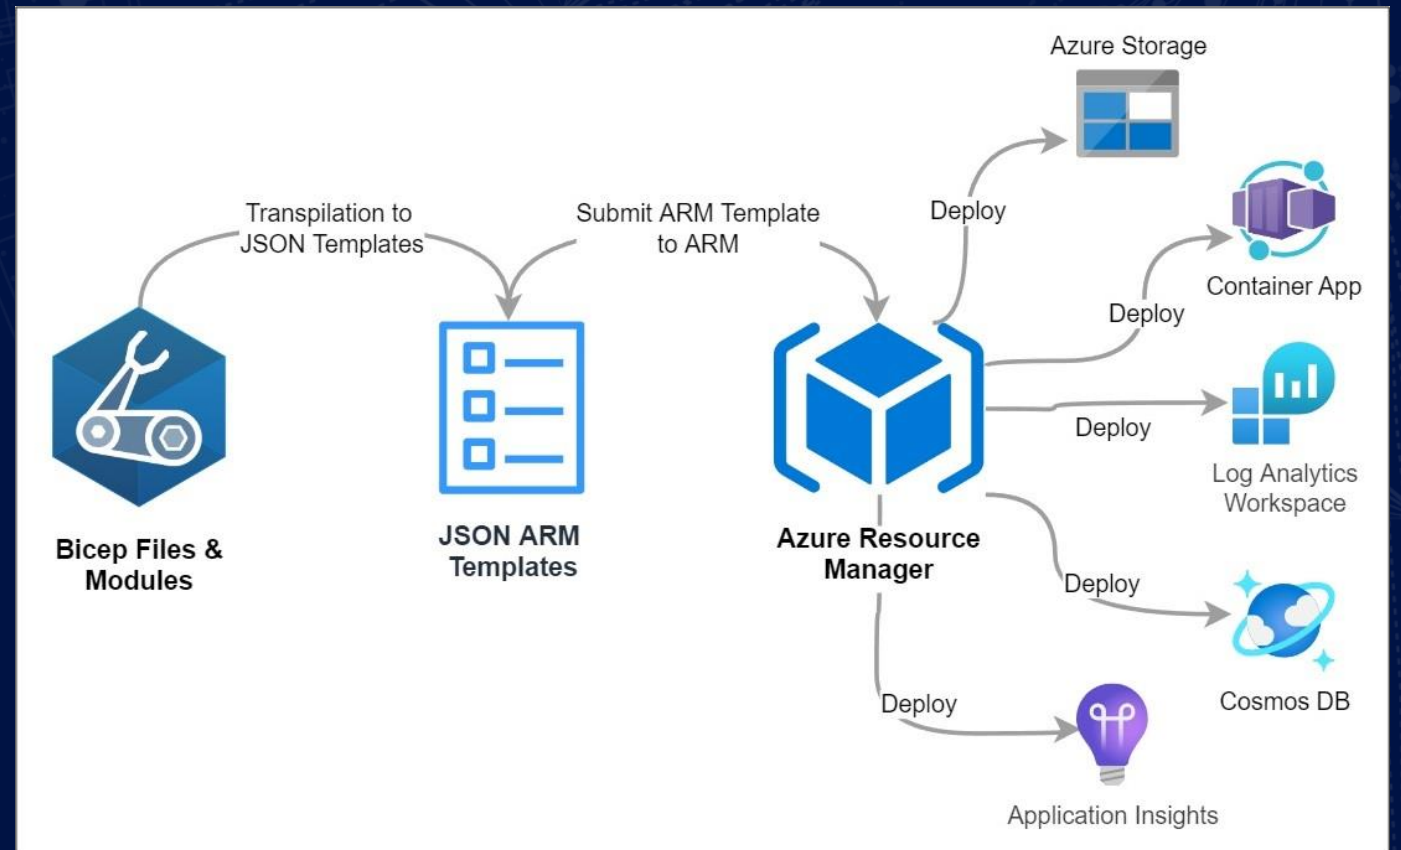 Azure Storage
Deploy
Transpilation to
JSON Templates
Submit ARM Template
to ARM
Container App
Deploy
Deploy
Log Analytics
Workspace
Bicep Files &
Modules
JSON ARM
Templates
Azure Resource
Manager
Deploy
Cosmos DB
Deploy
Application Insights